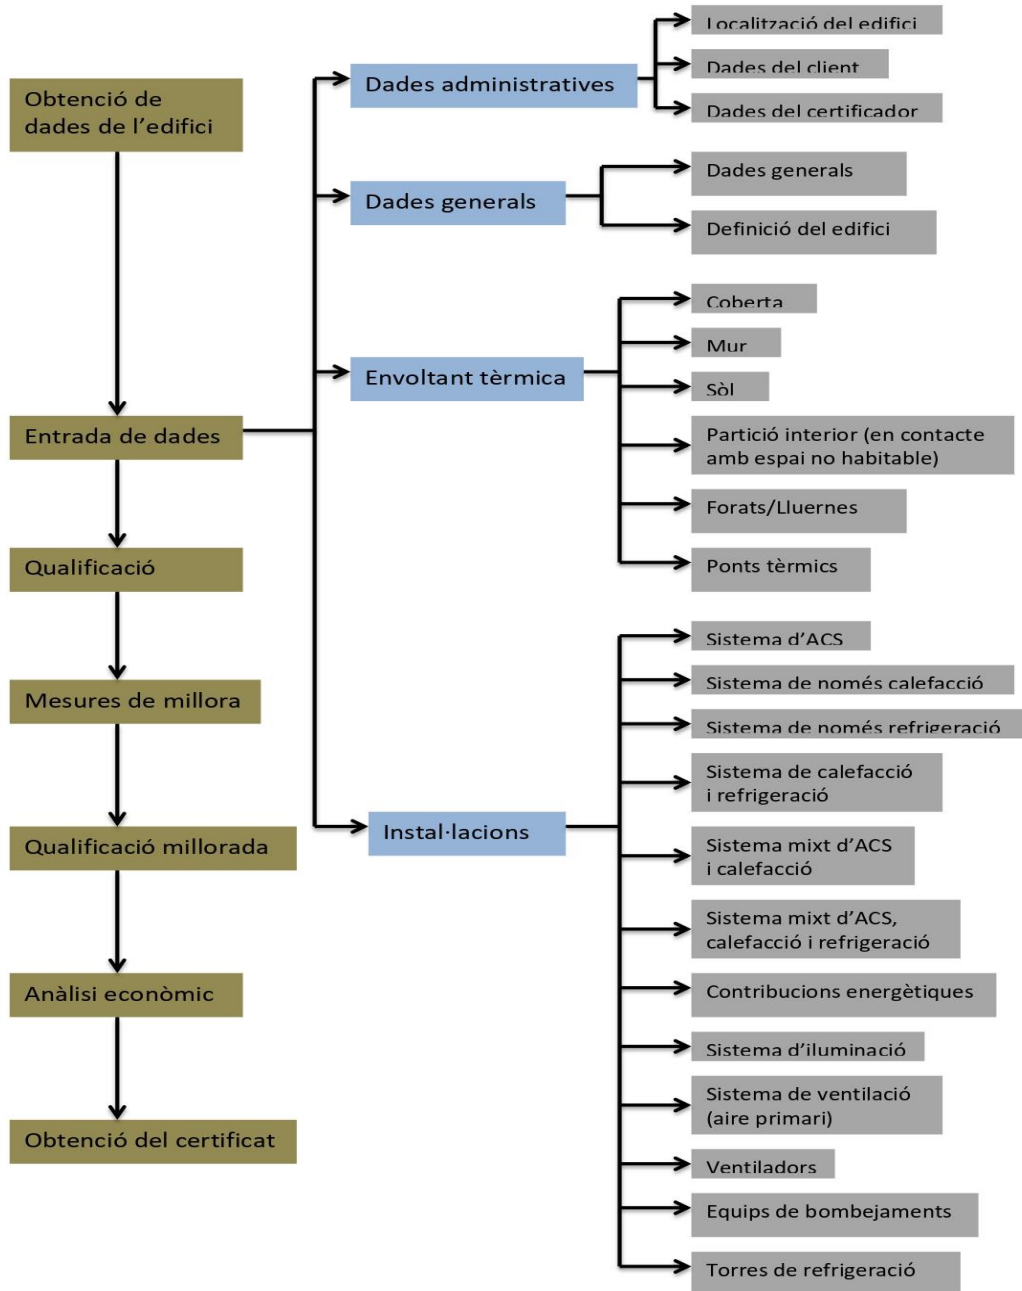 Obtenció de
dades de l’edifici
Entrada de dades
Qualificació
Mesures de millora
Qualificació millorada
Anàlisi econòmic
Obtenció del certificat
Dades administratives
Localització del edifici
Dades del client
Dades del certificador
Dades generals
Dades generals
Definició del edifici
Envoltant tèrmica
Coberta
Mur
Sòl
Partició interior (en contacte
amb espai no habitable)
Forats/Lluernes
Ponts tèrmics
Instal·lacions
Sistema d’ACS
Sistema de només calefacció
Sistema de només refrigeració
Sistema de calefacció
i refrigeració
Sistema mixt d’ACS
i calefacció
Sistema mixt d’ACS,
calefacció i refrigeració
Contribucions energètiques
Sistema d’iluminació
Sistema de ventilació
(aire primari)
Ventiladors
Equips de bombejaments
Torres de refrigeració